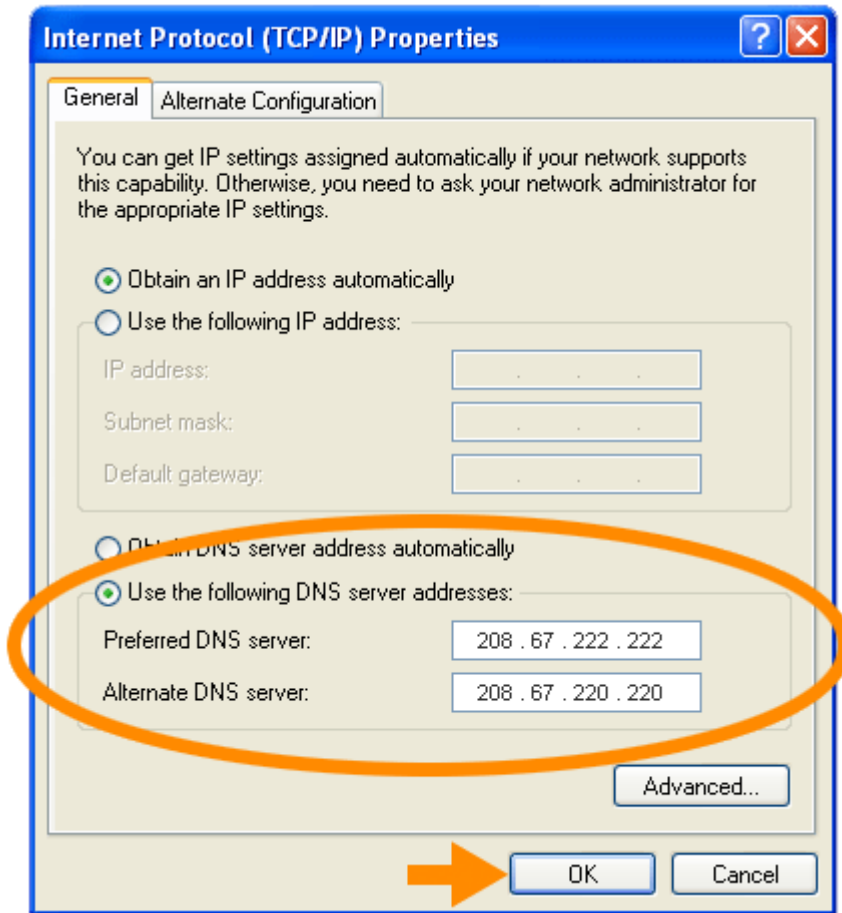 Internet Protocol (TCP/IP) Properties
?
General
Alternate Configuration
You can get IP settings assigned automatically if your network supports
this capability. Otherwise, you need to ask your network administrator for
the appropriate IP settings.
Obtain an IP address automatically
Use the following IP address:
IP address:
Subnet mask:
Default gateway:
Obtain DNS server address automatically
Use the following DNS server addresses:
Preferred DNS server: 208 . 67 . 222 . 222
Alternate DNS server: 208 . 67 . 220 . 220
Advanced...
OK
Cancel